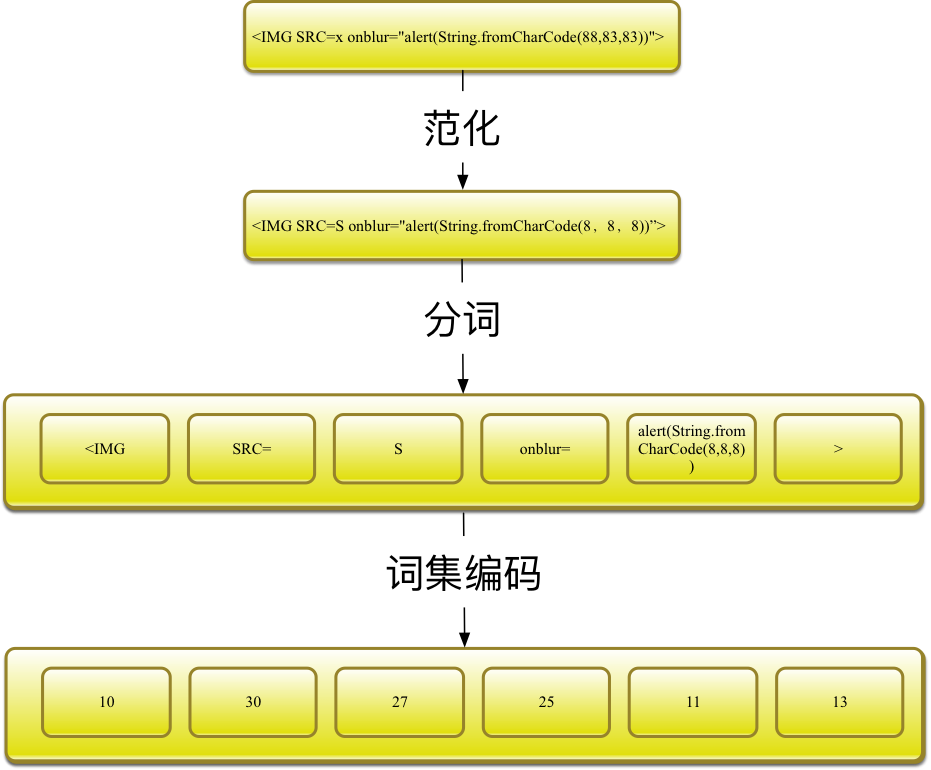 <IMG SRC=x onblur="alert(String.fromCharCode(88,83,83))">
范化
<IMG SRC=S onblur="alert(String.fromCharCode(8，8，8))”>
分词
<IMG
SRC=
S
onblur=
alert(String.from
CharCode(8,8,8)
)
>
词集编码
10
30
27
25
11
13